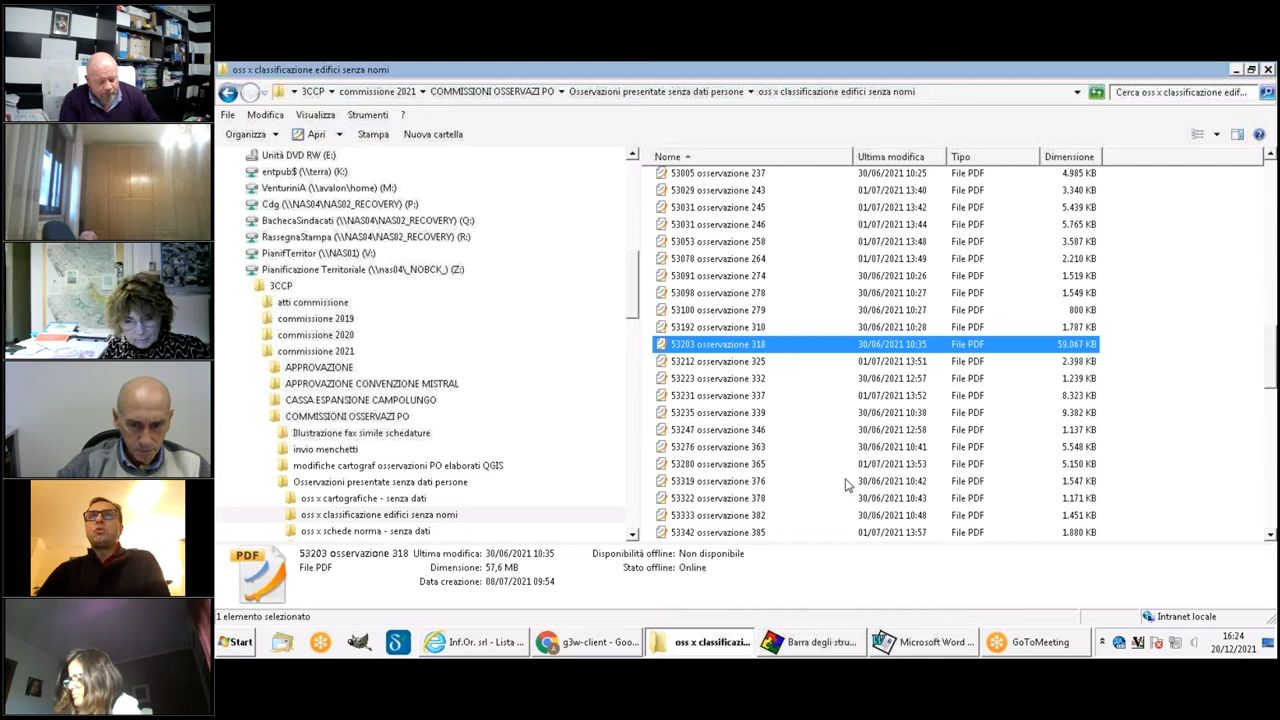 oss x classificazione edifici senza nomi
3CCP ▾ commissione 2021 ▾ COMMISSIONI OSSERVAZI PO ▾ Osservazioni presentate senza dati persone ▾ oss x classificazione edifici senza nomi
Cerca oss x classificazione edif...
File Modifica Visualizza Strumenti ?
Organizza ▾ Apri ▾ Stampa Nuova cartella
Unità DVD RW (E:)
entpub$ (\\terra) (K:)
VenturiniA (\\avalon\home) (M:)
Cdg (\\NAS04\NAS02_RECOVERY) (P:)
BachecaSindacati (\\NAS04\NAS02_RECOVERY) (Q:)
RassegnaStampa (\\NAS04\NAS02_RECOVERY) (R:)
PianifTerritor (\\NAS01) (V:)
Pianificazione Territoriale (\\nas04\_NOBCK_) (Z:)
3CCP
atti commissione
commissione 2019
commissione 2020
commissione 2021
APPROVAZIONE
APPROVAZIONE CONVENZIONE MISTRAL
CASSA ESPANSIONE CAMPOLUNGO
COMMISSIONI OSSERVAZI PO
Illustrazione fax simile schedature
invio menchetti
modifiche cartograf osservazioni PO elaborati QGIS
Osservazioni presentate senza dati persone
oss x cartografiche - senza dati
oss x classificazione edifici senza nomi
oss x schede norma - senza dati
Nome Ultima modifica Tipo Dimensione
53005 osservazione 237 30/06/2021 10:25 File PDF 4.985 KB
53029 osservazione 243 01/07/2021 13:40 File PDF 3.340 KB
53031 osservazione 245 01/07/2021 13:42 File PDF 5.439 KB
53031 osservazione 246 01/07/2021 13:44 File PDF 5.765 KB
53053 osservazione 258 01/07/2021 13:48 File PDF 3.587 KB
53078 osservazione 264 01/07/2021 13:49 File PDF 2.210 KB
53091 osservazione 274 30/06/2021 10:26 File PDF 1.519 KB
53098 osservazione 278 30/06/2021 10:27 File PDF 1.549 KB
53100 osservazione 279 30/06/2021 10:27 File PDF 800 KB
53192 osservazione 310 30/06/2021 10:28 File PDF 1.787 KB
53203 osservazione 318 30/06/2021 10:35 File PDF 59.067 KB
53212 osservazione 325 01/07/2021 13:51 File PDF 2.398 KB
53223 osservazione 332 30/06/2021 12:57 File PDF 1.239 KB
53231 osservazione 337 01/07/2021 13:52 File PDF 8.323 KB
53235 osservazione 339 30/06/2021 10:38 File PDF 9.382 KB
53247 osservazione 346 30/06/2021 12:58 File PDF 1.137 KB
53276 osservazione 363 30/06/2021 10:41 File PDF 5.548 KB
53280 osservazione 365 01/07/2021 13:53 File PDF 5.150 KB
53319 osservazione 376 30/06/2021 10:42 File PDF 1.547 KB
53322 osservazione 378 30/06/2021 10:43 File PDF 1.171 KB
53333 osservazione 382 30/06/2021 10:48 File PDF 1.451 KB
53342 osservazione 385 01/07/2021 13:57 File PDF 1.880 KB
PDF
53203 osservazione 318 Ultima modifica: 30/06/2021 10:35 Disponibilità offline: Non disponibile
File PDF Dimensione: 57,6 MB Stato offline: Online
Data creazione: 08/07/2021 09:54
1 elemento selezionato
Intranet locale
Start
Inf.Or. srl - Lista ...
g3w-client - Goo...
oss x classificazi...
Barra degli stru...
Microsoft Word ...
GoToMeeting
16:24
20/12/2021